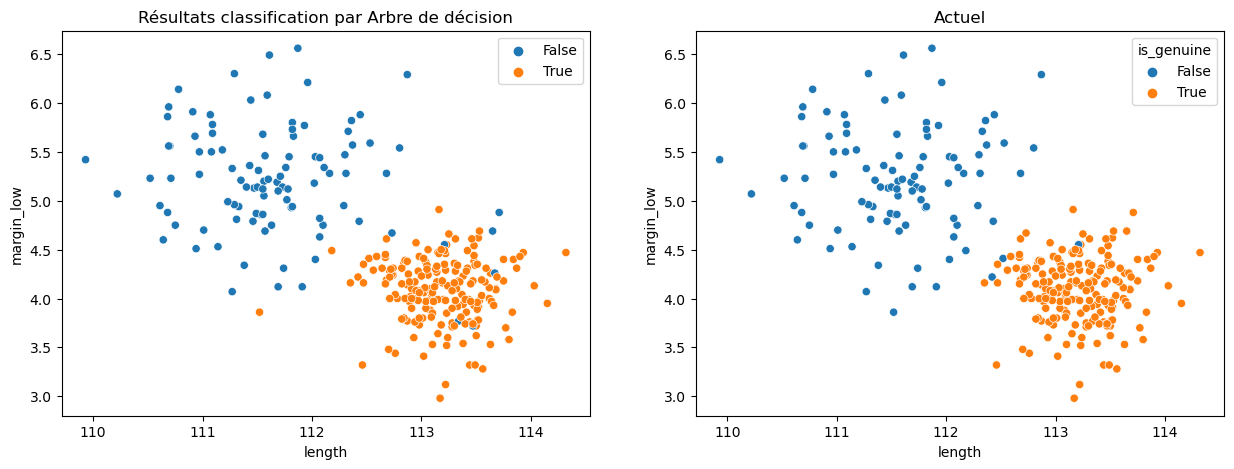 Résultats classification par Arbre de décision
False
True
6.5
6.0
5.5
5.0
4.5
4.0
3.5
3.0
margin_low
110
111
112
113
114
length
Actuel
is_genuine
False
True
6.5
6.0
5.5
5.0
4.5
4.0
3.5
3.0
margin_low
110
111
112
113
114
length